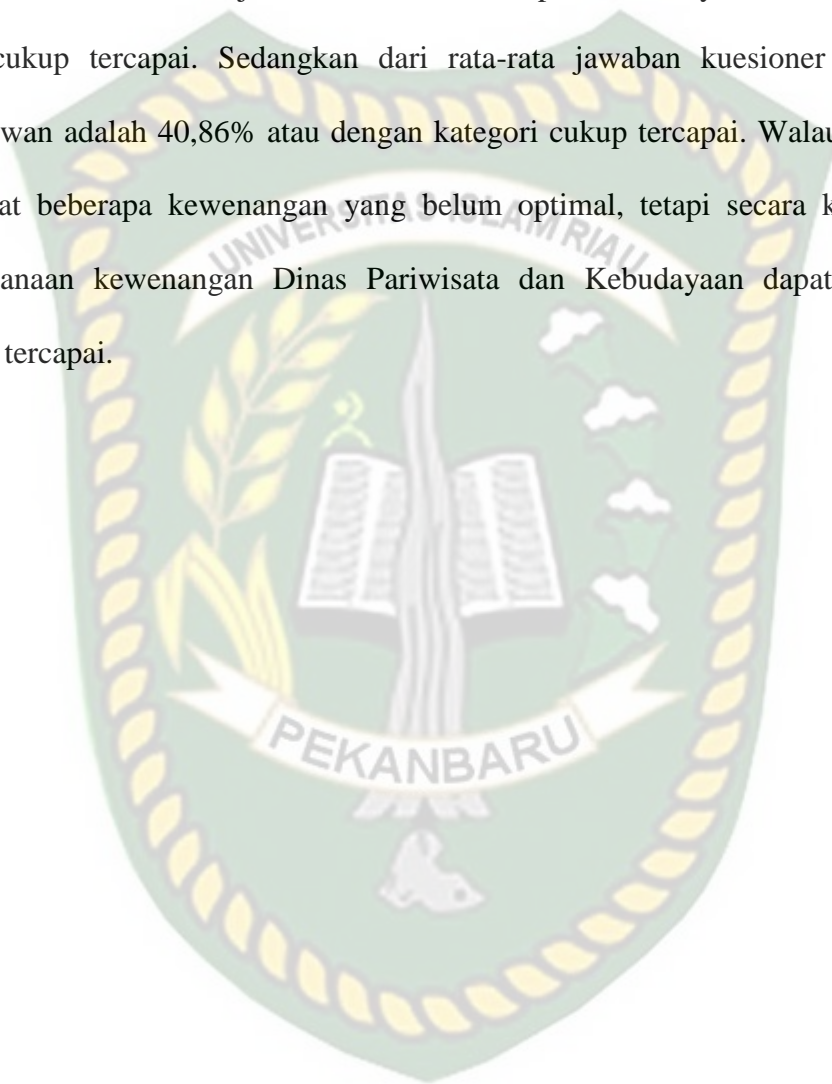 cukup tercapai. Sedangkan dari rata-rata jawaban kuesioner
wan adalah 40,86% atau dengan kategori cukup tercapai. Walau
at beberapa kewenangan yang belum optimal, tetapi secara k
anaan kewenangan Dinas Pariwisata dan Kebudayaan dapat
tercapai.
UNIVERSITAS ISLAM RIAU
PEKANBARU